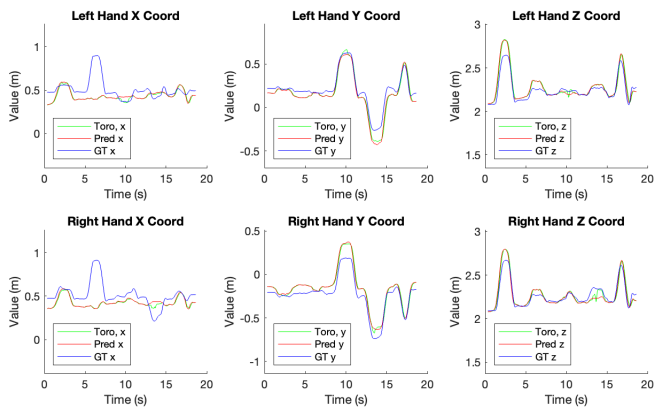 Left Hand X Coord
Value (m)
1
0.5
0
0
5
10
15
20
Time (s)
Toro, x
Pred x
GT x
Left Hand Y Coord
Value (m)
0.5
0
-0.5
0
5
10
15
20
Time (s)
Toro, y
Pred y
GT y
Left Hand Z Coord
Value (m)
3
2.5
2
1.5
0
5
10
15
20
Time (s)
Toro, z
Pred z
GT z
Right Hand X Coord
Value (m)
1
0.5
0
0
5
10
15
20
Time (s)
Toro, x
Pred x
GT x
Right Hand Y Coord
Value (m)
0.5
0
-0.5
-1
0
5
10
15
20
Time (s)
Toro, y
Pred y
GT y
Right Hand Z Coord
Value (m)
3
2.5
2
1.5
0
5
10
15
20
Time (s)
Toro, z
Pred z
GT z